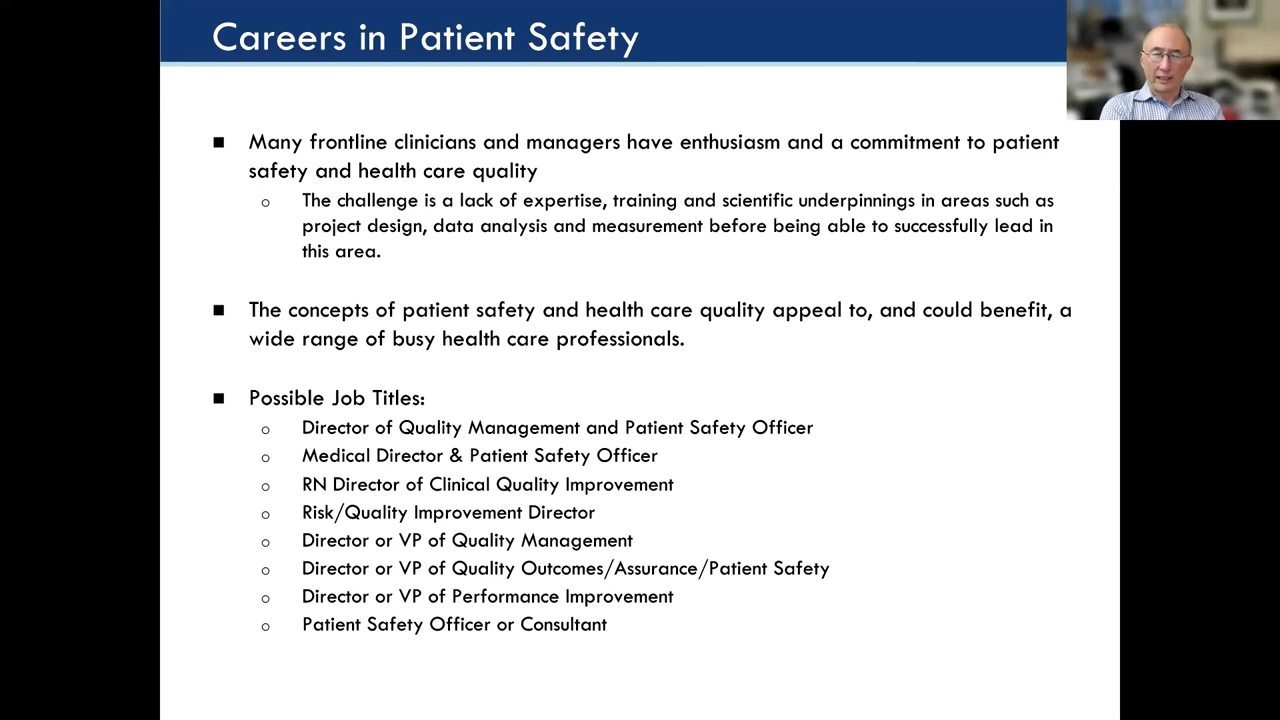 Careers in Patient Safety
■ Many frontline clinicians and managers have enthusiasm and a commitment to patient
safety and health care quality
o The challenge is a lack of expertise, training and scientific underpinnings in areas such as
project design, data analysis and measurement before being able to successfully lead in
this area.
■ The concepts of patient safety and health care quality appeal to, and could benefit, a
wide range of busy health care professionals.
■ Possible Job Titles:
o Director of Quality Management and Patient Safety Officer
o Medical Director & Patient Safety Officer
o RN Director of Clinical Quality Improvement
o Risk/Quality Improvement Director
o Director or VP of Quality Management
o Director or VP of Quality Outcomes/Assurance/Patient Safety
o Director or VP of Performance Improvement
o Patient Safety Officer or Consultant